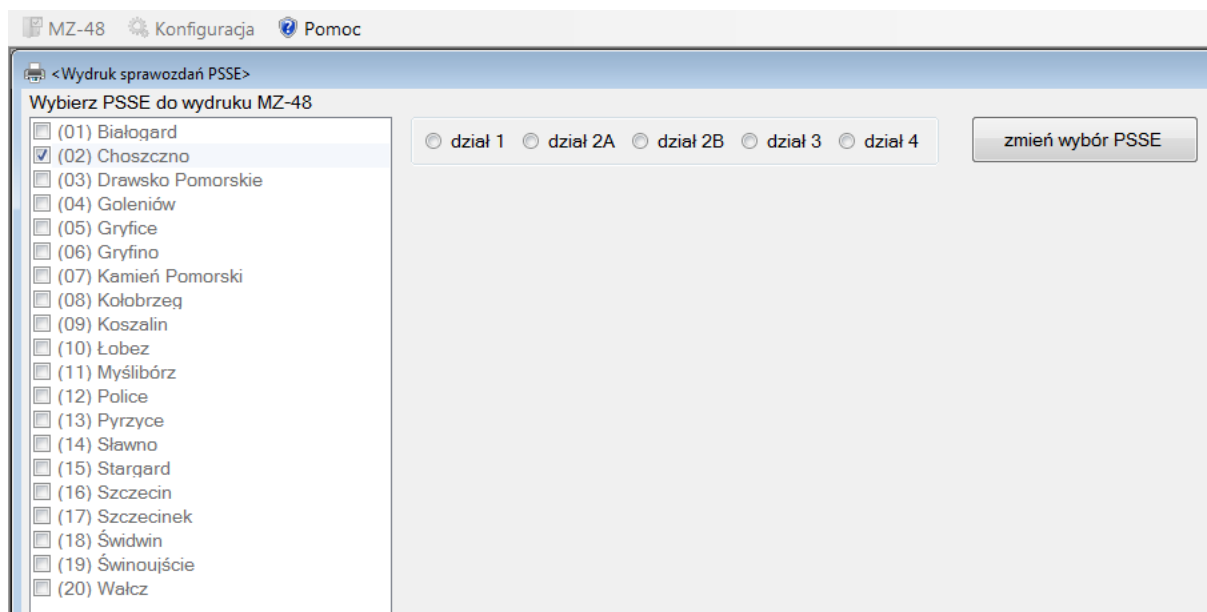 MZ-48 Konfiguracja Pomoc
<Wydruk sprawozdań PSSE>
Wybierz PSSE do wydruku MZ-48
(01) Białogard
(02) Choszczno
(03) Drawsko Pomorskie
(04) Goleniów
(05) Gryfice
(06) Gryfino
(07) Kamień Pomorski
(08) Kołobrzeg
(09) Koszalin
(10) Łobez
(11) Myślibórz
(12) Police
(13) Pyrzyce
(14) Sławno
(15) Stargard
(16) Szczecin
(17) Szczecinek
(18) Świdwin
(19) Świnoujście
(20) Wałcz
dział 1 dział 2A dział 2B dział 3 dział 4
zmień wybór PSSE